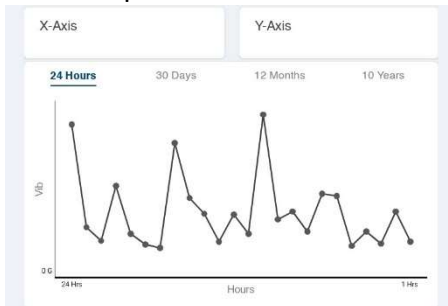 X-Axis
Y-Axis
24 Hours
30 Days
12 Months
10 Years
Vib
0 G
24 Hrs
1 Hrs
Hours